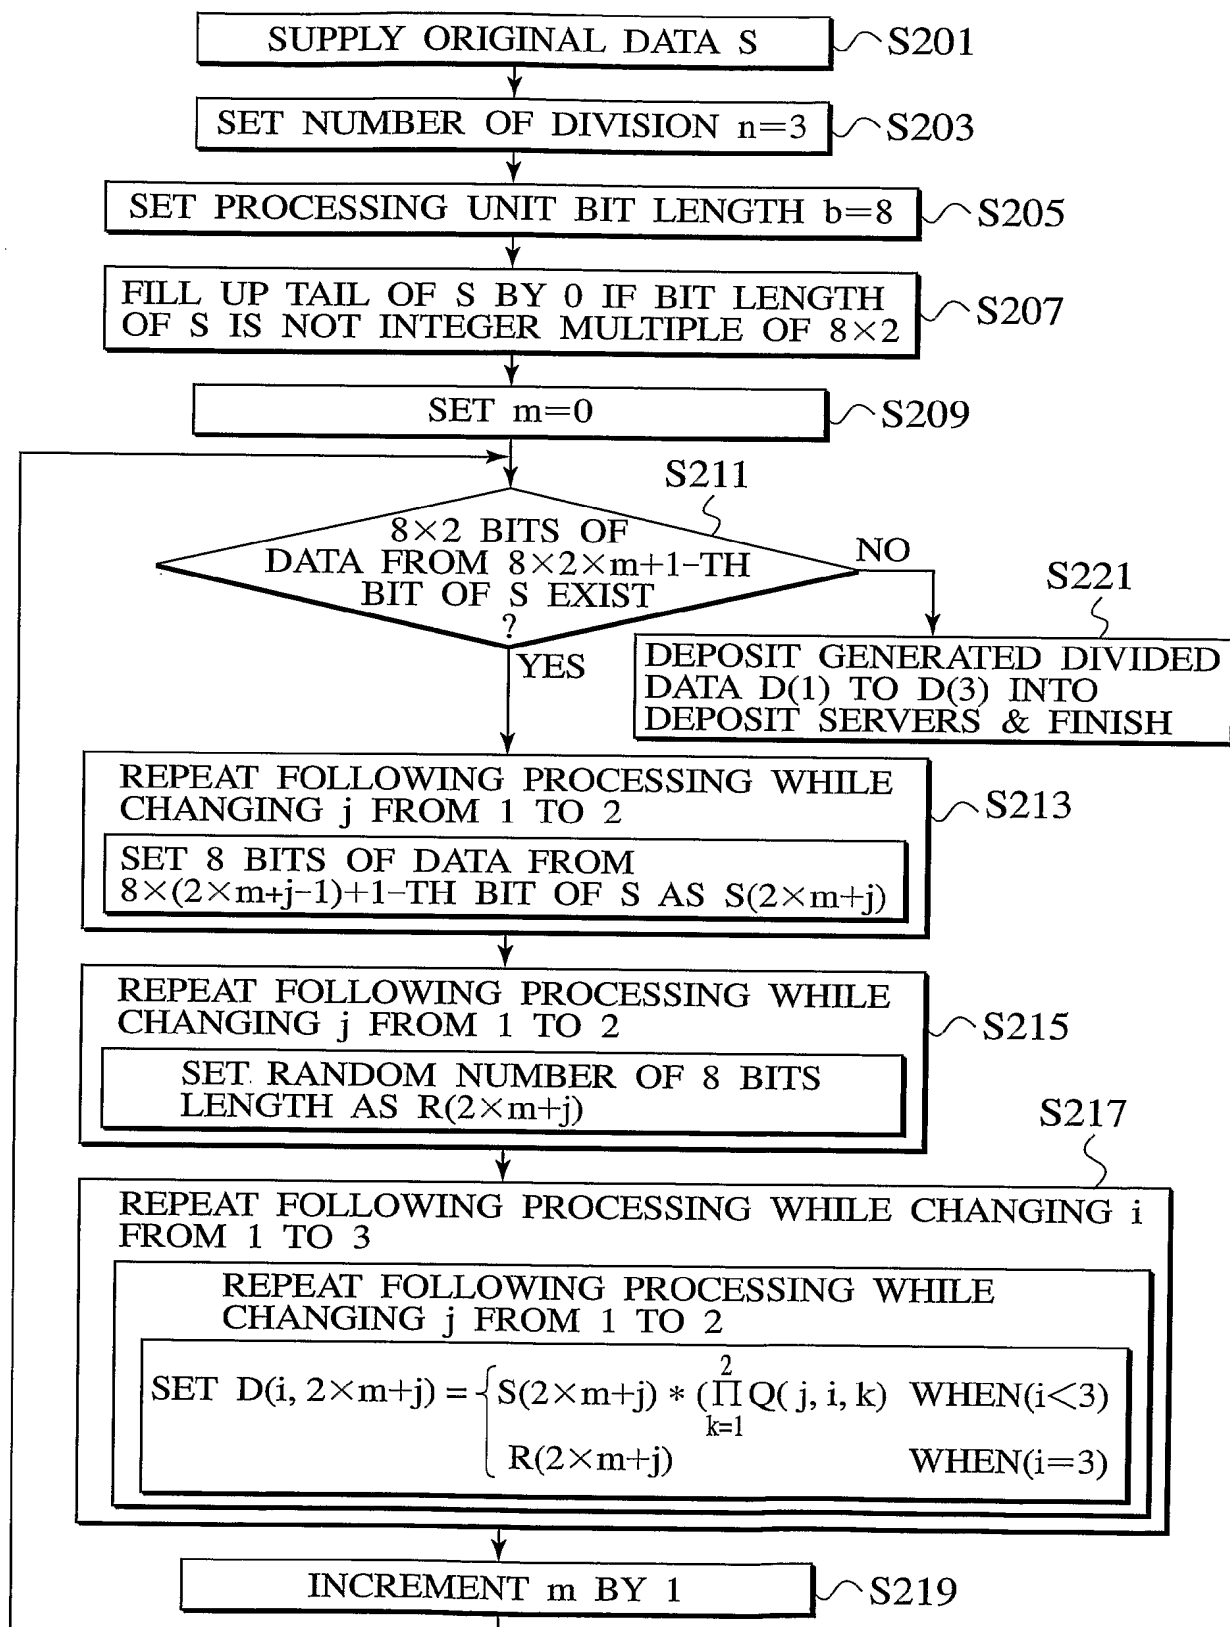 SUPPLY ORIGINAL DATA S
S201
SET NUMBER OF DIVISION n=3
S203
SET PROCESSING UNIT BIT LENGTH b=8
S205
FILL UP TAIL OF S BY 0 IF BIT LENGTH
OF S IS NOT INTEGER MULTIPLE OF 8×2
S207
SET m=0
S209
S211
8×2 BITS OF
DATA FROM 8×2×m+1-TH
BIT OF S EXIST
?
NO
YES
S221
DEPOSIT GENERATED DIVIDED
DATA D(1) TO D(3) INTO
DEPOSIT SERVERS & FINISH
REPEAT FOLLOWING PROCESSING WHILE
CHANGING j FROM 1 TO 2
S213
SET 8 BITS OF DATA FROM
8×(2×m+j-1)+1-TH BIT OF S AS S(2×m+j)
REPEAT FOLLOWING PROCESSING WHILE
CHANGING j FROM 1 TO 2
S215
SET RANDOM NUMBER OF 8 BITS
LENGTH AS R(2×m+j)
S217
REPEAT FOLLOWING PROCESSING WHILE CHANGING i
FROM 1 TO 3
REPEAT FOLLOWING PROCESSING WHILE
CHANGING j FROM 1 TO 2
2
SET D(i, 2×m+j) = { S(2×m+j) * (Π Q( j, i, k) WHEN(i<3)
k=1
R(2×m+j) WHEN(i=3)
INCREMENT m BY 1
S219